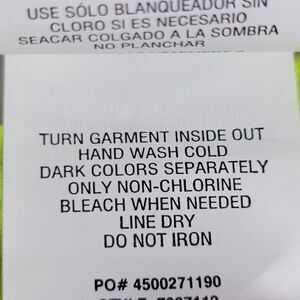 USE SÓLO BLANQUEADOR SIN
CLORO SI ES NECESARIO
SEACAR COLGADO A LA SOMBRA
NO PLANCHAR
TURN GARMENT INSIDE OUT
HAND WASH COLD
DARK COLORS SEPARATELY
ONLY NON-CHLORINE
BLEACH WHEN NEEDED
LINE DRY
DO NOT IRON
PO# 4500271190